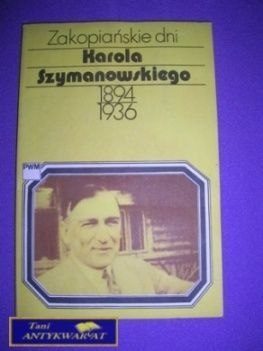 Zakopiańskie dni
Karola
Szymanowskiego
1894
1936
PWM
Tani
ANTYKWARIAT